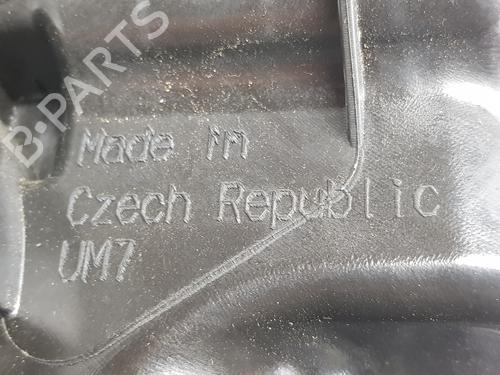 B-PARTS
Made in
Czech Republic
UM7